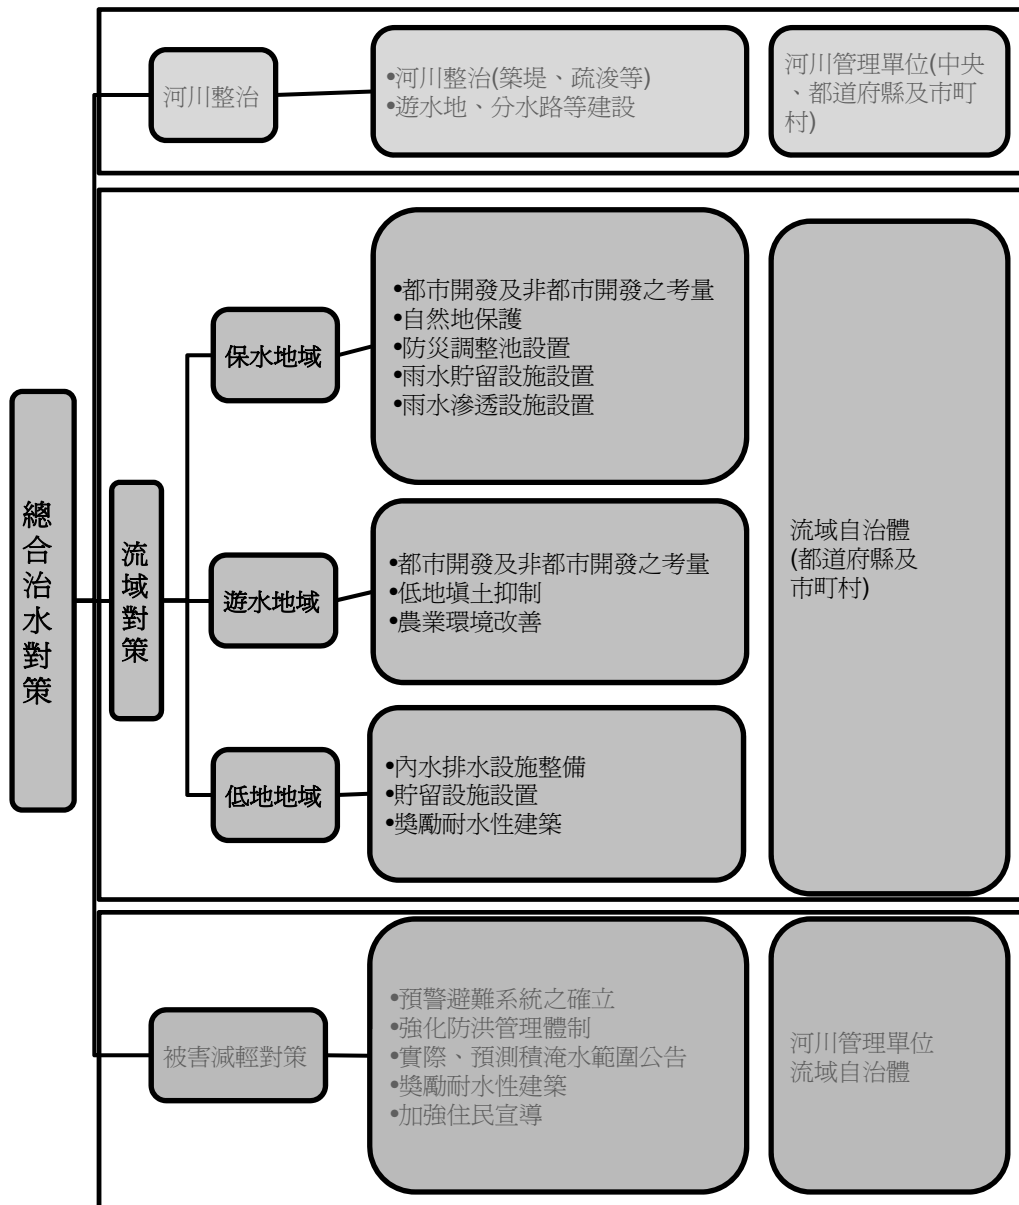 河川整治
•河川整治(築堤、疏浚等)
•遊水地、分水路等建設
河川管理單位(中央
、都道府縣及市町
村)
總合治水對策
流域對策
保水地域
•都市開發及非都市開發之考量
•自然地保護
•防災調整池設置
•雨水貯留設施設置
•雨水滲透設施設置
遊水地域
•都市開發及非都市開發之考量
•低地塡土抑制
•農業環境改善
低地地域
•內水排水設施整備
•貯留設施設置
•獎勵耐水性建築
流域自治體
(都道府縣及
市町村)
被害減輕對策
•預警避難系統之確立
•強化防洪管理體制
•實際、預測積淹水範圍公告
•獎勵耐水性建築
•加強住民宣導
河川管理單位
流域自治體